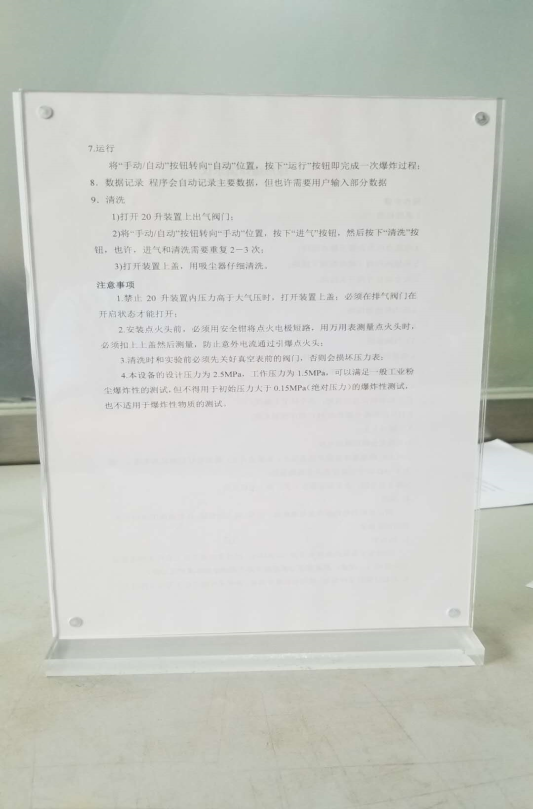 7.运行
将“手动/自动”按钮转向“自动”位置，按下“运行”按钮即完成一次爆炸过程；
8．数据记录 程序会自动记录主要数据，但也许需要用户输入部分数据
9．清洗
1)打开 20 升装置上出气阀门；
2)将“手动/自动”按钮转向“手动”位置，按下“进气”按钮，然后按下“清洗”按
钮，也许，进气和清洗需要重复 2－3 次；
3)打开装置上盖，用吸尘器仔细清洗。
注意事项
1.禁止 20 升装置内压力高于大气压时，打开装置上盖；必须在排气阀门在
开启状态才能打开；
2.安装点火头前，必须用安全钳将点火电极短路，用万用表测量点火头时，
必须扣上上盖然后测量，防止意外电流通过引爆点火头；
3.清洗时和实验前必须先关好真空表前的阀门，否则会损坏压力表；
4.本设备的设计压力为 2.5MPa，工作压力为 1.5MPa，可以满足一般工业粉
尘爆炸性的测试,但不得用于初始压力大于 0.15MPa(绝对压力)的爆炸性测试，
也不适用于爆炸性物质的测试.